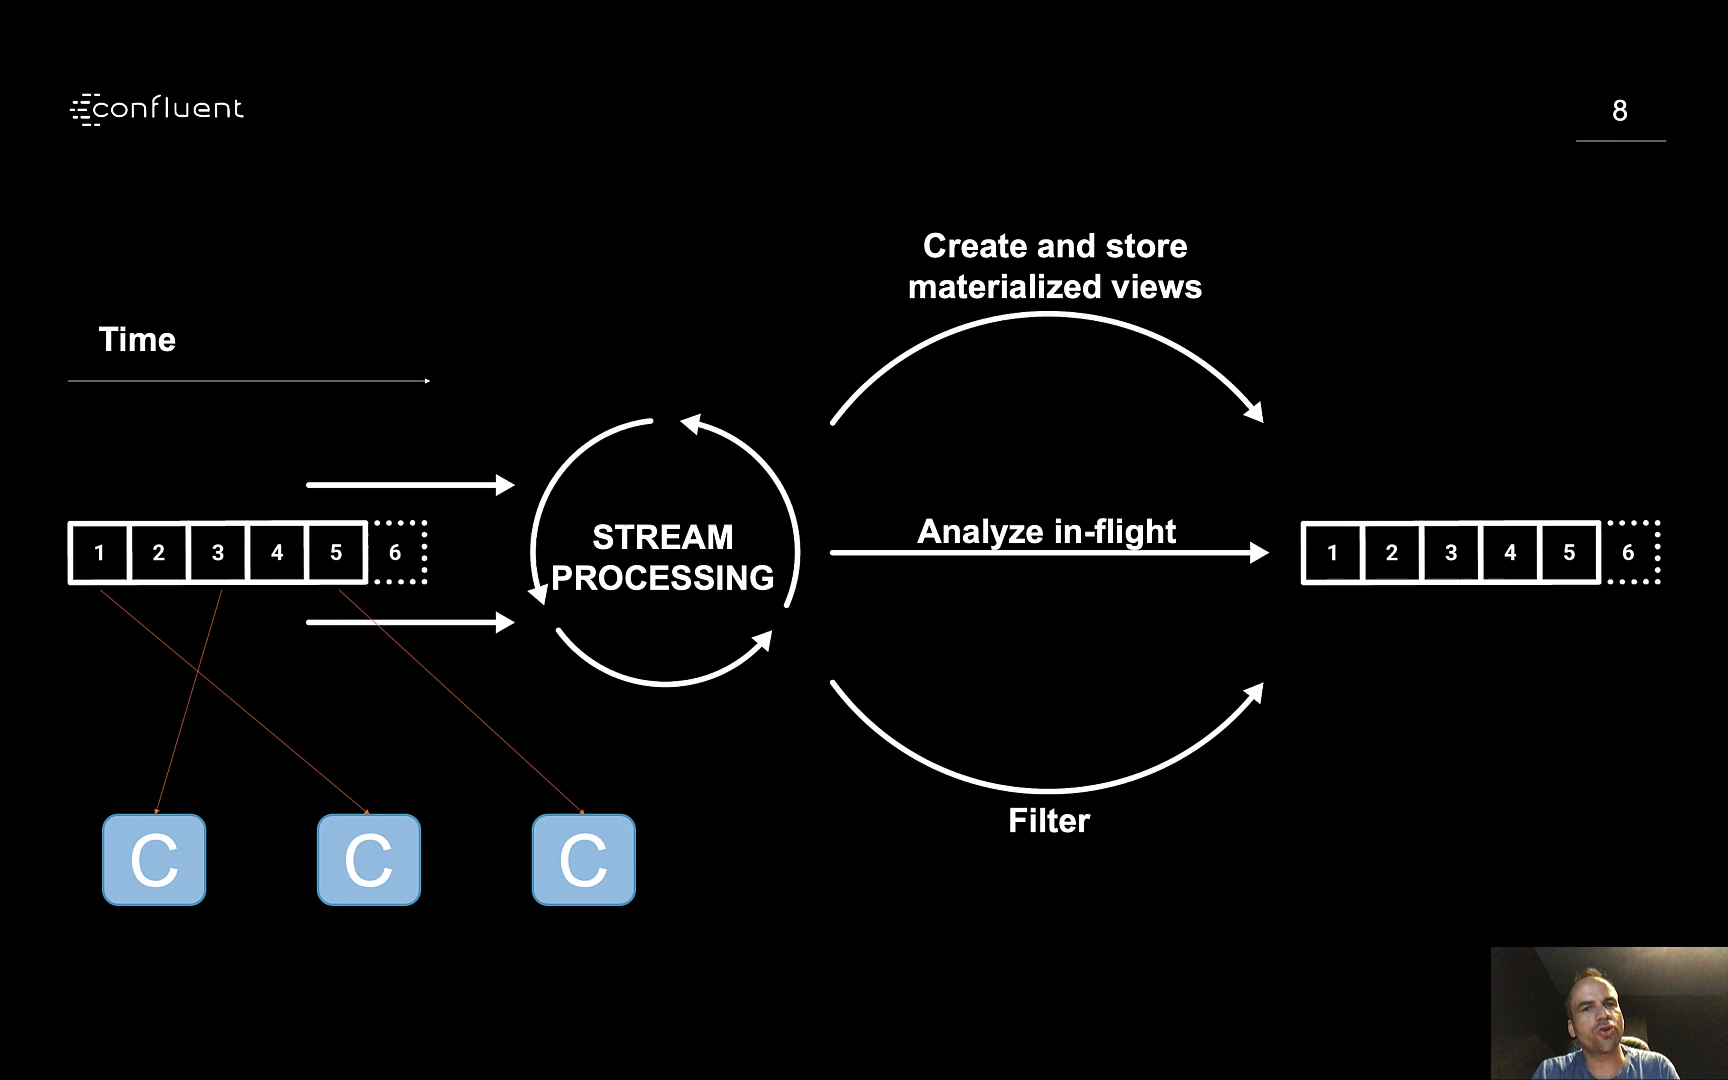 confluent
8
Create and store
materialized views
Time
STREAM
PROCESSING
Analyze in-flight
1 2 3 4 5 6
1 2 3 4 5 6
Filter
C C C